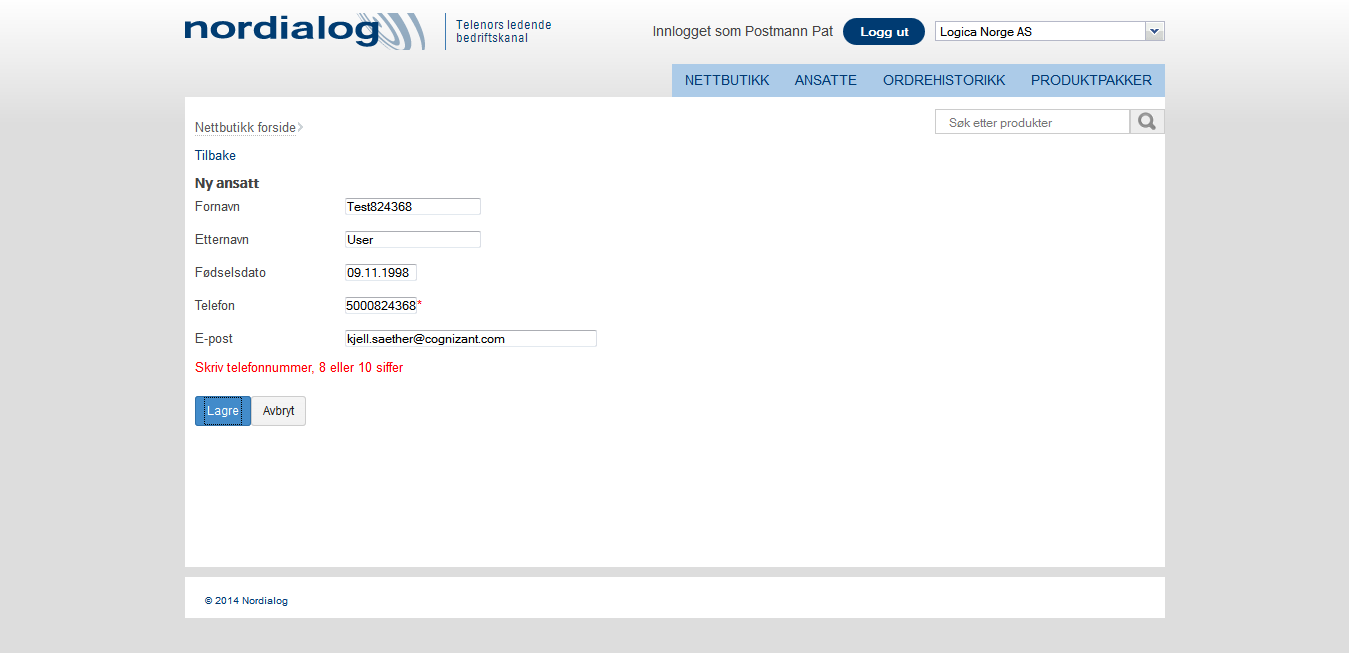 nordialog
Telenors ledende
bedriftskanal
Innlogget som Postmann Pat
Logg ut
Logica Norge AS
NETTBUTIKK ANSATTE ORDREHISTORIKK PRODUKTPAKKER
Nettbutikk forside
Søk etter produkter
Tilbake
Ny ansatt
Fornavn Test824368
Etternavn User
Fødselsdato 09.11.1998
Telefon 5000824368*
E-post kjell.saether@cognizant.com
Skriv telefonnummer, 8 eller 10 siffer
Lagre Avbryt
© 2014 Nordialog